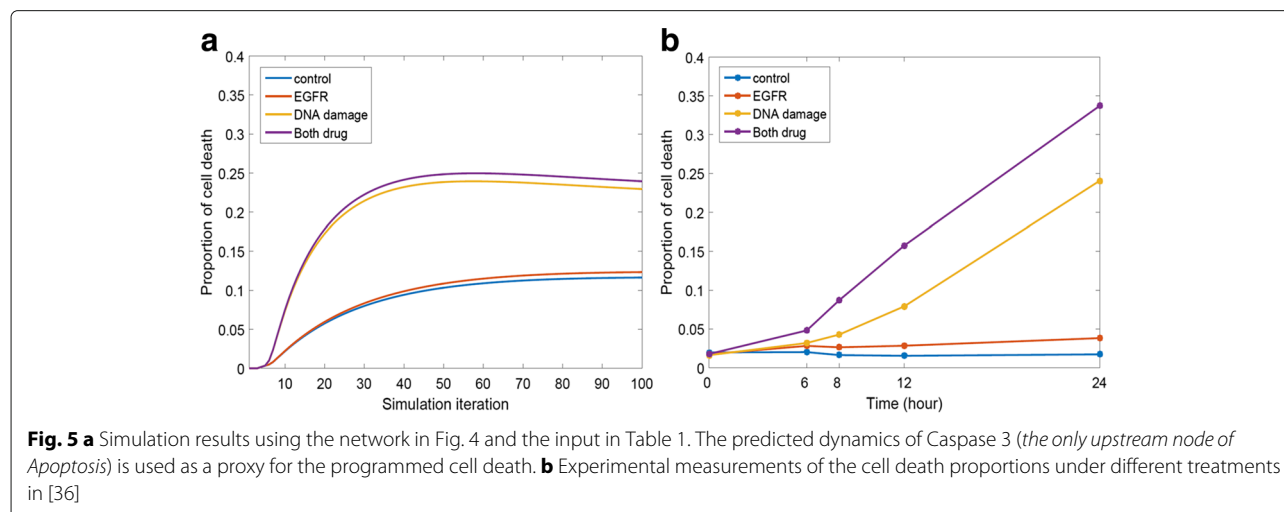 a
0.4
0.35
0.3
0.25
0.2
0.15
0.1
0.05
0
Proportion of cell death
control
EGFR
DNA damage
Both drug
10 20 30 40 50 60 70 80 90 100
Simulation iteration
b
0.4
0.35
0.3
0.25
0.2
0.15
0.1
0.05
0
Proportion of cell death
control
EGFR
DNA damage
Both drug
0 6 8 12 24
Time (hour)
Fig. 5 a Simulation results using the network in Fig. 4 and the input in Table 1. The predicted dynamics of Caspase 3 (the only upstream node of
Apoptosis) is used as a proxy for the programmed cell death. b Experimental measurements of the cell death proportions under different treatments
in [36]